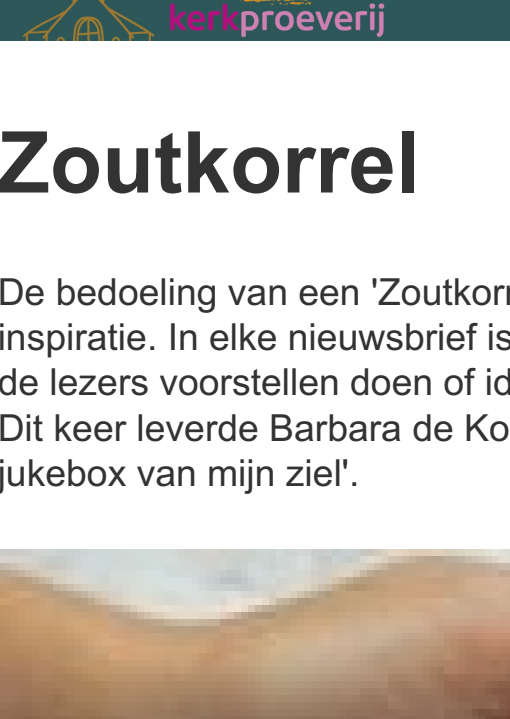 kerkproeverij
Zoutkorrel
De bedoeling van een 'Zoutkorr
inspiratie. In elke nieuwsbrief is
de lezers voorstellen doen of id
Dit keer leverde Barbara de Ko
jukebox van mijn ziel'.